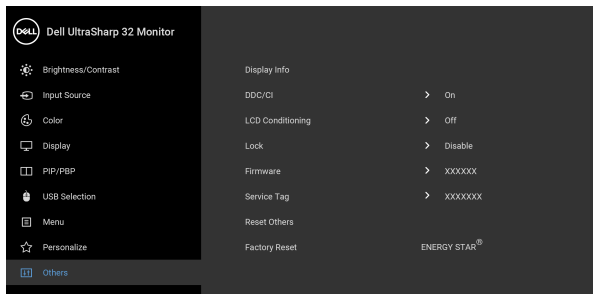 DELL Dell UltraSharp 32 Monitor
Brightness/Contrast
Display Info
Input Source
DDC/CI > On
Color
LCD Conditioning > Off
Display
Lock > Disable
PIP/PBP
Firmware > XXXXXX
USB Selection
Service Tag > XXXXXXX
Menu
Reset Others
Personalize
Factory Reset ENERGY STAR®
Others